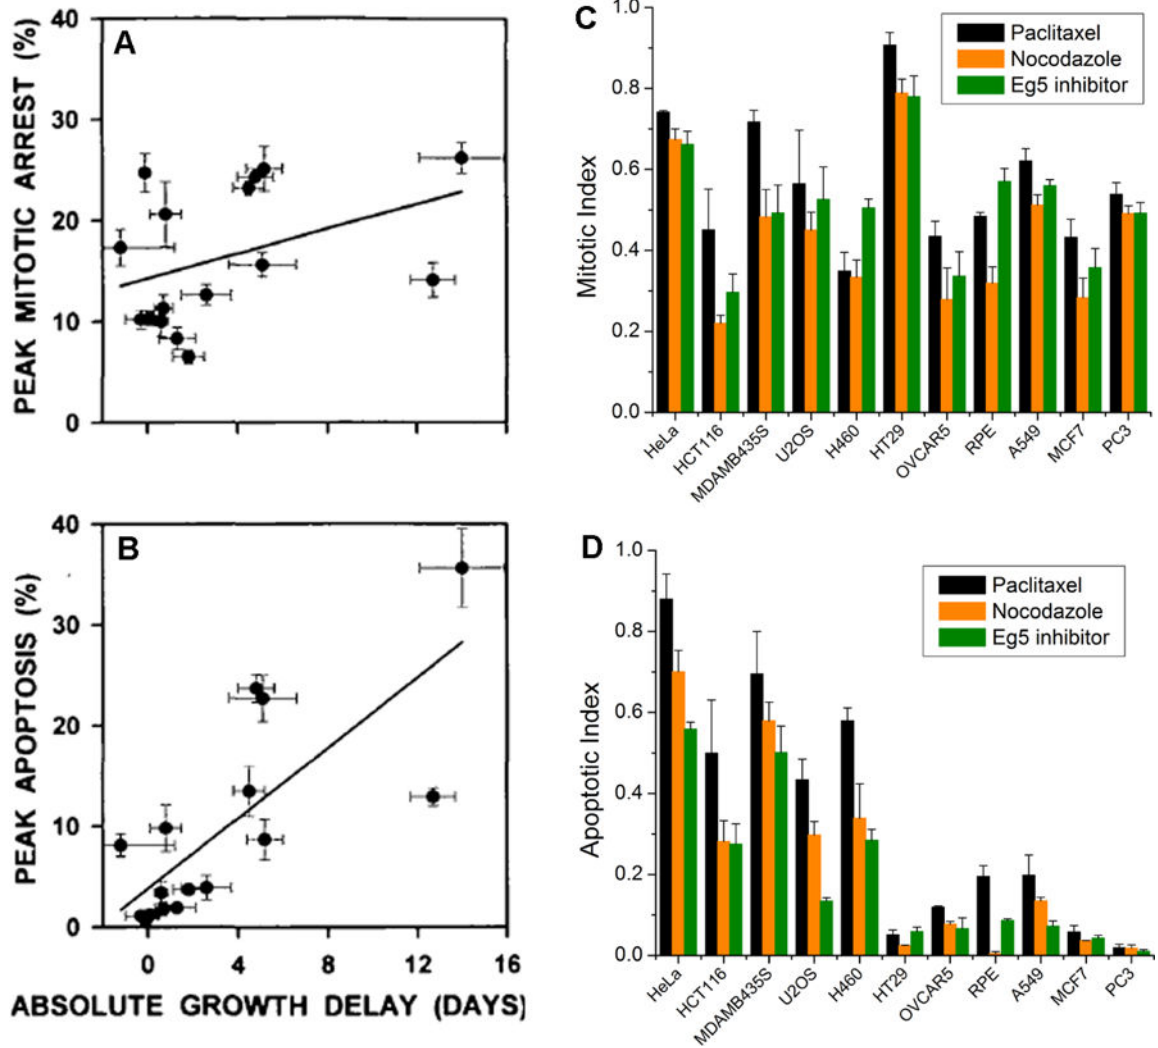 A
PEAK MITOTIC ARREST (%)
40
30
20
10
0
B
PEAK APOPTOSIS (%)
40
30
20
10
0
0 4 8 12 16
ABSOLUTE GROWTH DELAY (DAYS)
C
Mitotic Index
1.0
0.8
0.6
0.4
0.2
0.0
Paclitaxel
Nocodazole
Eg5 inhibitor
HeLa
HCT116
MDAMB435S
U2OS
H460
HT29
OVCAR5
RPE
A549
MCF7
PC3
D
Apoptotic Index
1.0
0.8
0.6
0.4
0.2
0.0
Paclitaxel
Nocodazole
Eg5 inhibitor
HeLa
HCT116
MDAMB435S
U2OS
H460
HT29
OVCAR5
RPE
A549
MCF7
PC3